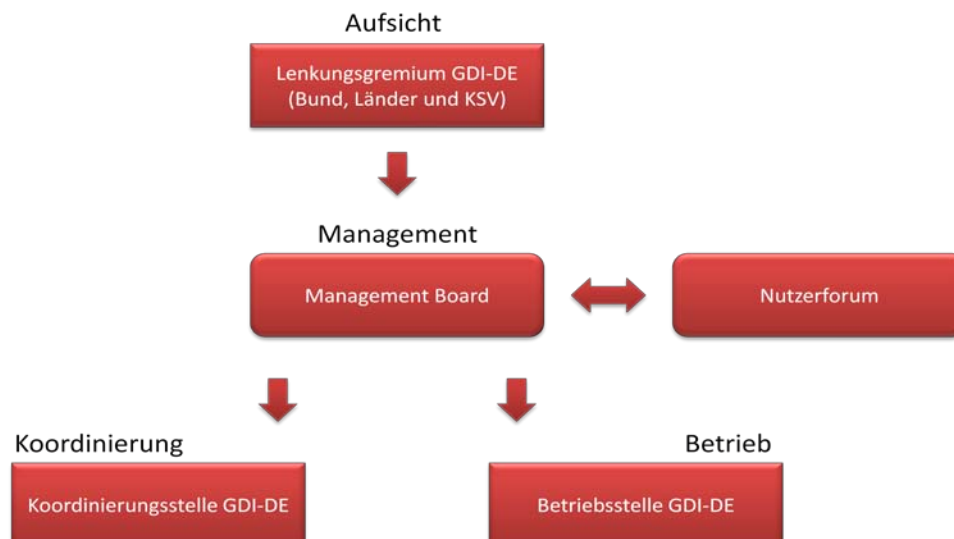 Aufsicht
Lenkungsgremium GDI-DE
(Bund, Länder und KSV)
Management
Management Board
Nutzerforum
Koordinierung
Betrieb
Koordinierungsstelle GDI-DE
Betriebsstelle GDI-DE